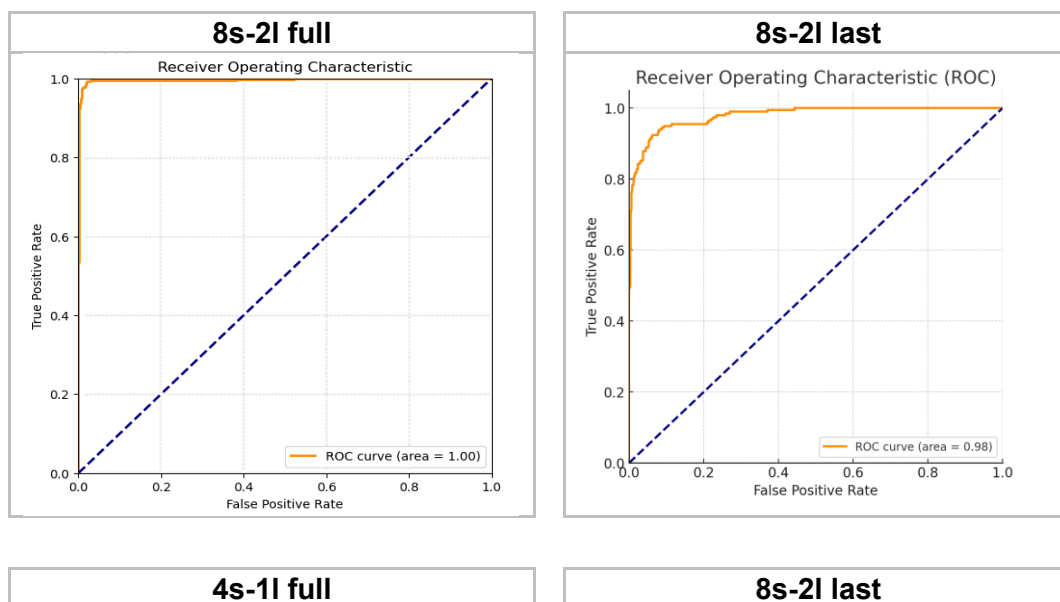 8s-2l full
Receiver Operating Characteristic
1.0
0.8
0.6
0.4
0.2
0.0
True Positive Rate
ROC curve (area = 1.00)
0.0 0.2 0.4 0.6 0.8 1.0
False Positive Rate
8s-2l last
Receiver Operating Characteristic (ROC)
1.0
0.8
0.6
0.4
0.2
0.0
True Positive Rate
ROC curve (area = 0.98)
0.0 0.2 0.4 0.6 0.8 1.0
False Positive Rate
4s-1l full
8s-2l last